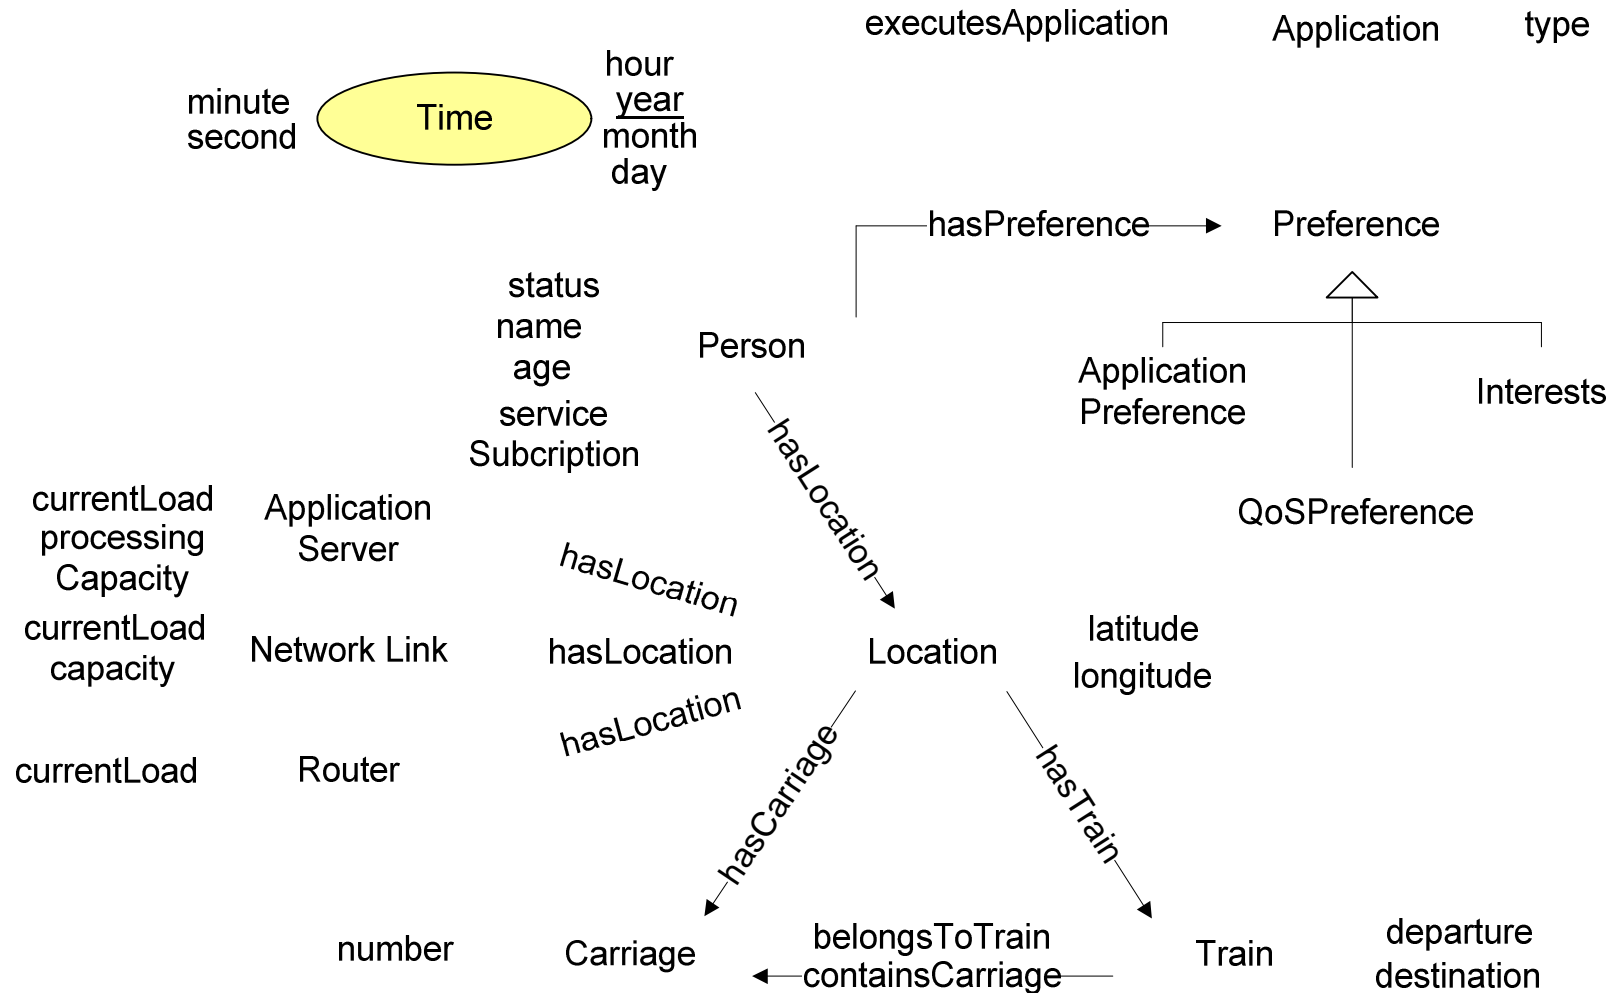 executesApplication
Application
type
minute
second
Time
hour
year
month
day
hasPreference
Preference
status
name
age
service
Subcription
Person
Application
Preference
Interests
hasLocation
QoSPreference
currentLoad
processing
Capacity
Application
Server
hasLocation
currentLoad
capacity
Network Link
hasLocation
Location
latitude
longitude
hasLocation
currentLoad
Router
hasCarriage
hasTrain
number
Carriage
belongsToTrain
containsCarriage
Train
departure
destination